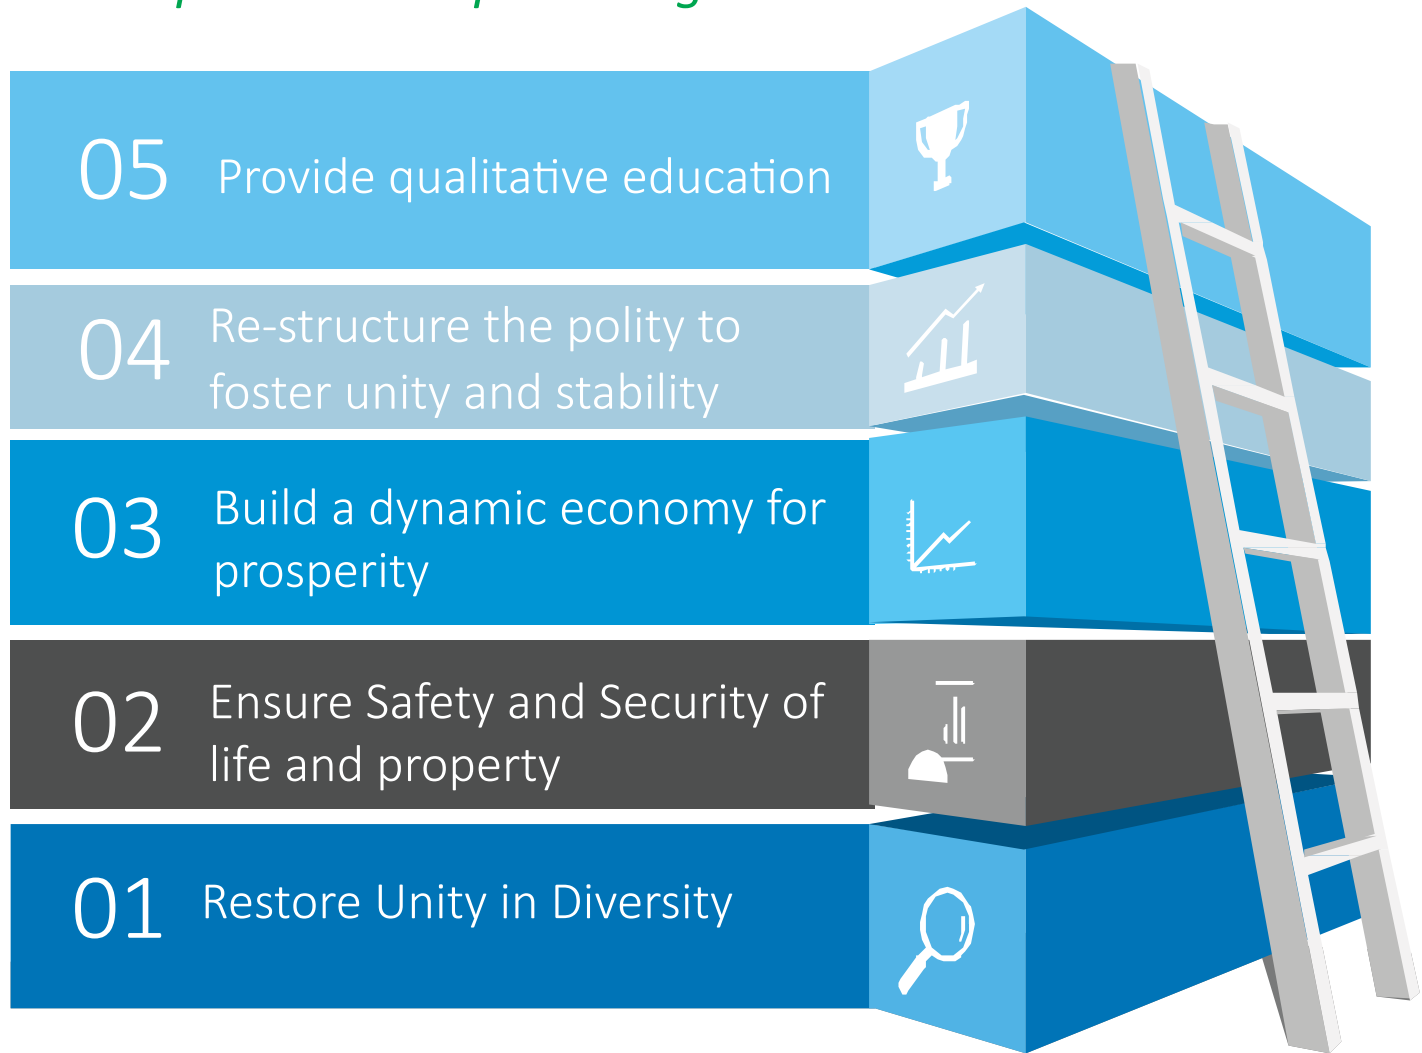 05 Provide qualitative education
04 Re-structure the polity to
foster unity and stability
03 Build a dynamic economy for
prosperity
02 Ensure Safety and Security of
life and property
01 Restore Unity in Diversity